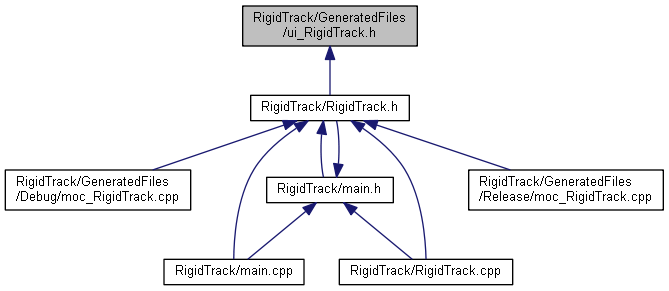 RigidTrack/GeneratedFiles
/ui_RigidTrack.h
RigidTrack/RigidTrack.h
RigidTrack/GeneratedFiles
/Debug/moc_RigidTrack.cpp
RigidTrack/main.h
RigidTrack/GeneratedFiles
/Release/moc_RigidTrack.cpp
RigidTrack/main.cpp
RigidTrack/RigidTrack.cpp